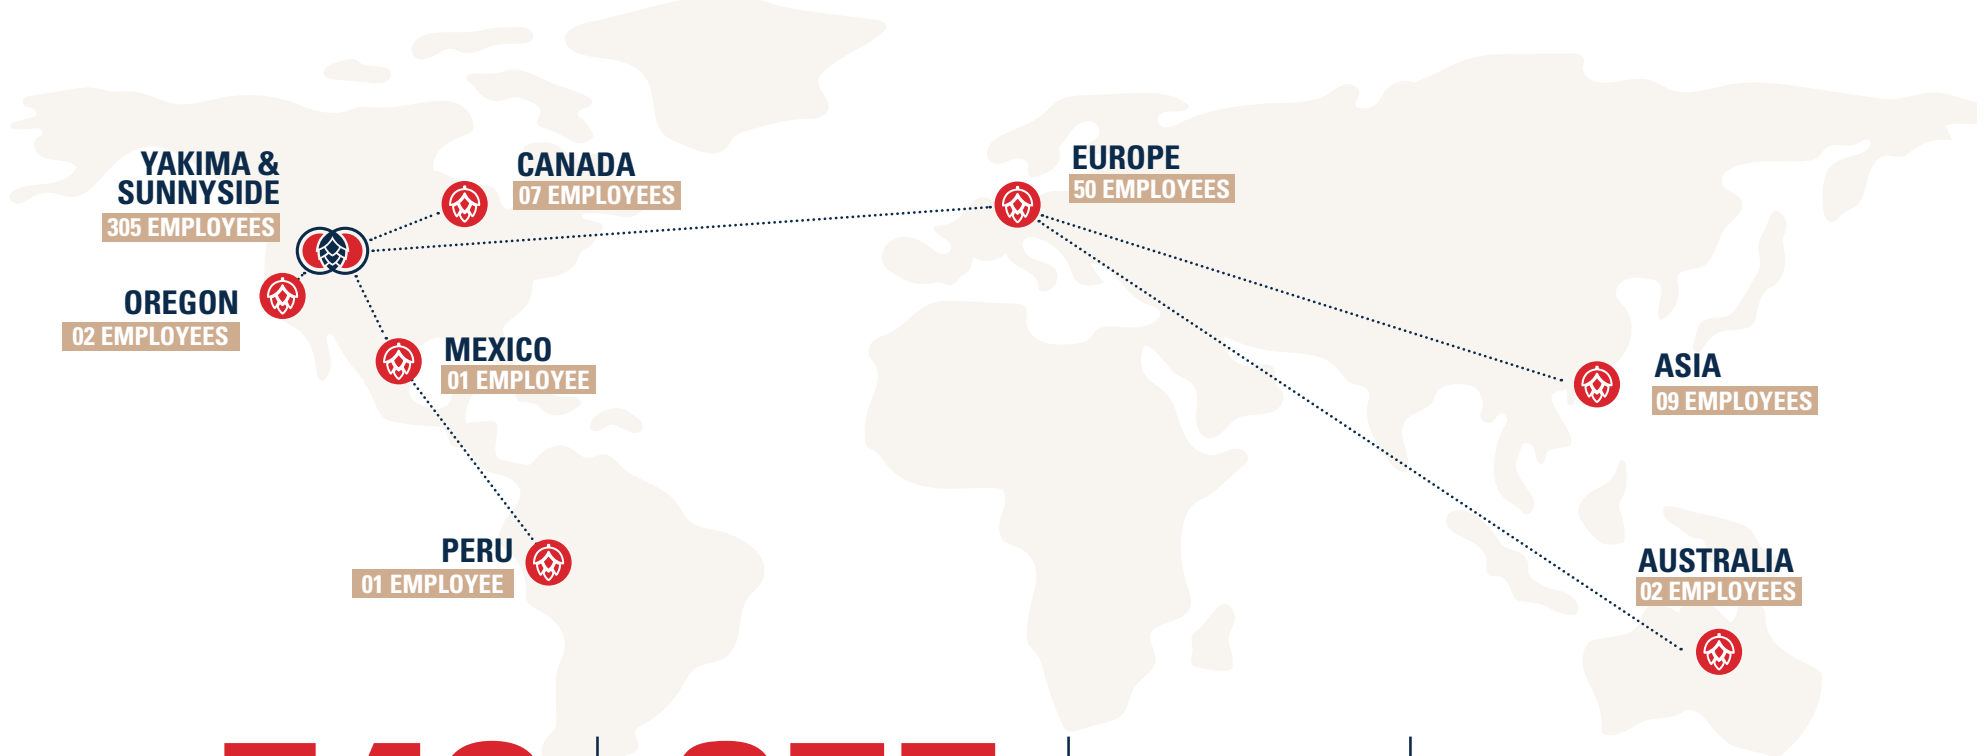 YAKIMA &
SUNNYSIDE
305 EMPLOYEES
CANADA
07 EMPLOYEES
EUROPE
50 EMPLOYEES
OREGON
02 EMPLOYEES
MEXICO
01 EMPLOYEE
ASIA
09 EMPLOYEES
PERU
01 EMPLOYEE
AUSTRALIA
02 EMPLOYEES